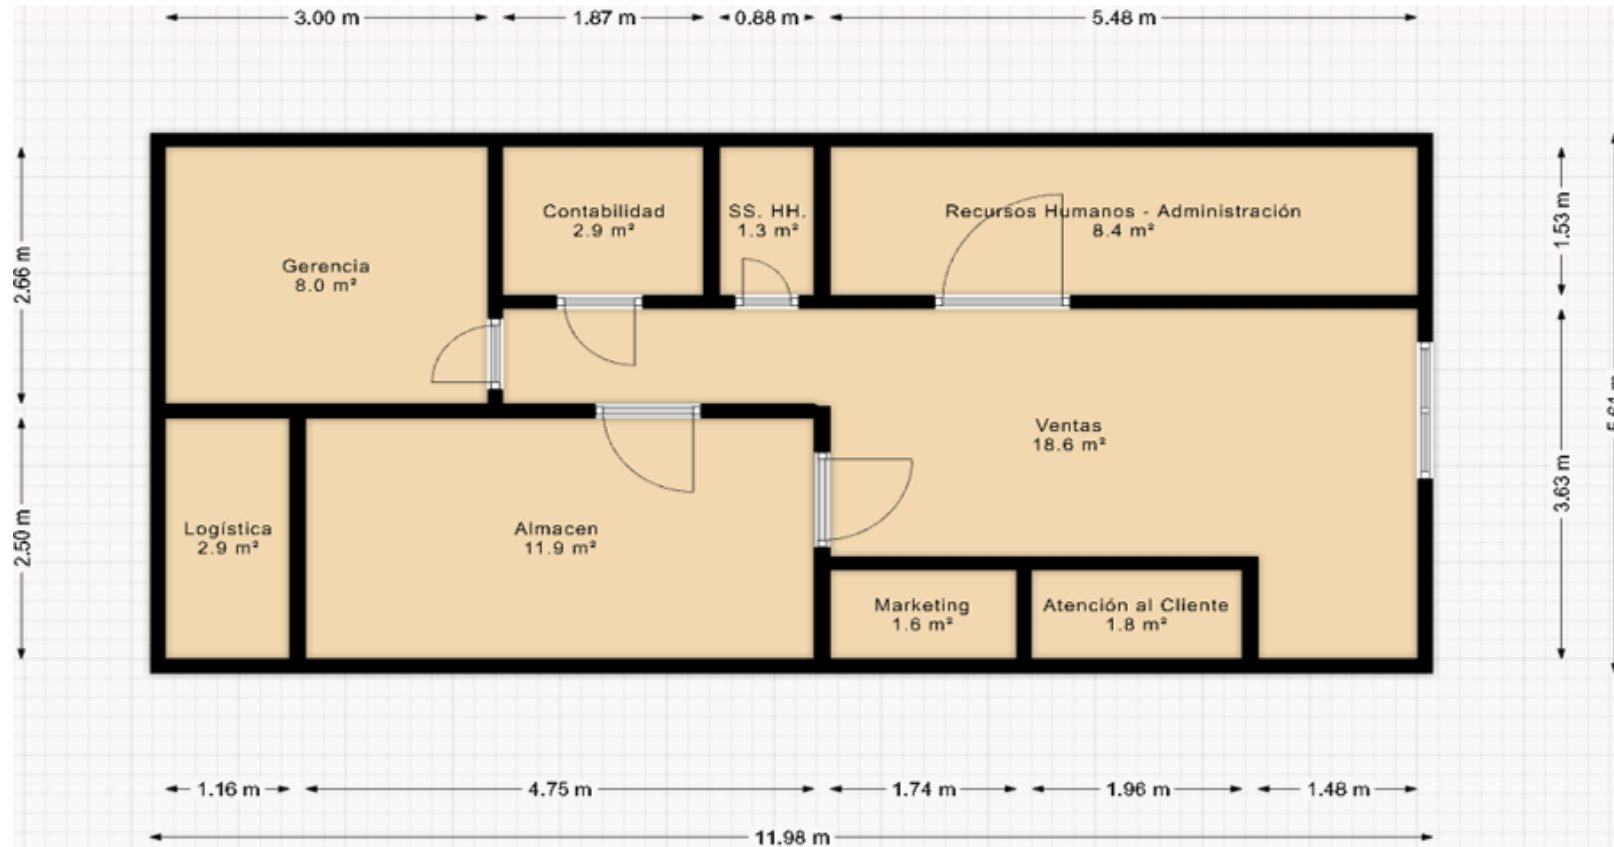 3.00 m
1.87 m
0.88 m
5.48 m
2.66 m
Gerencia
8.0 m²
Contabilidad
2.9 m²
SS. HH.
1.3 m²
Recursos Humanos - Administración
8.4 m²
1.53 m
5.64 m
Ventas
18.6 m²
3.63 m
2.50 m
Logística
2.9 m²
Almacen
11.9 m²
Marketing
1.6 m²
Atención al Cliente
1.8 m²
1.16 m
4.75 m
1.74 m
1.96 m
1.48 m
11.98 m